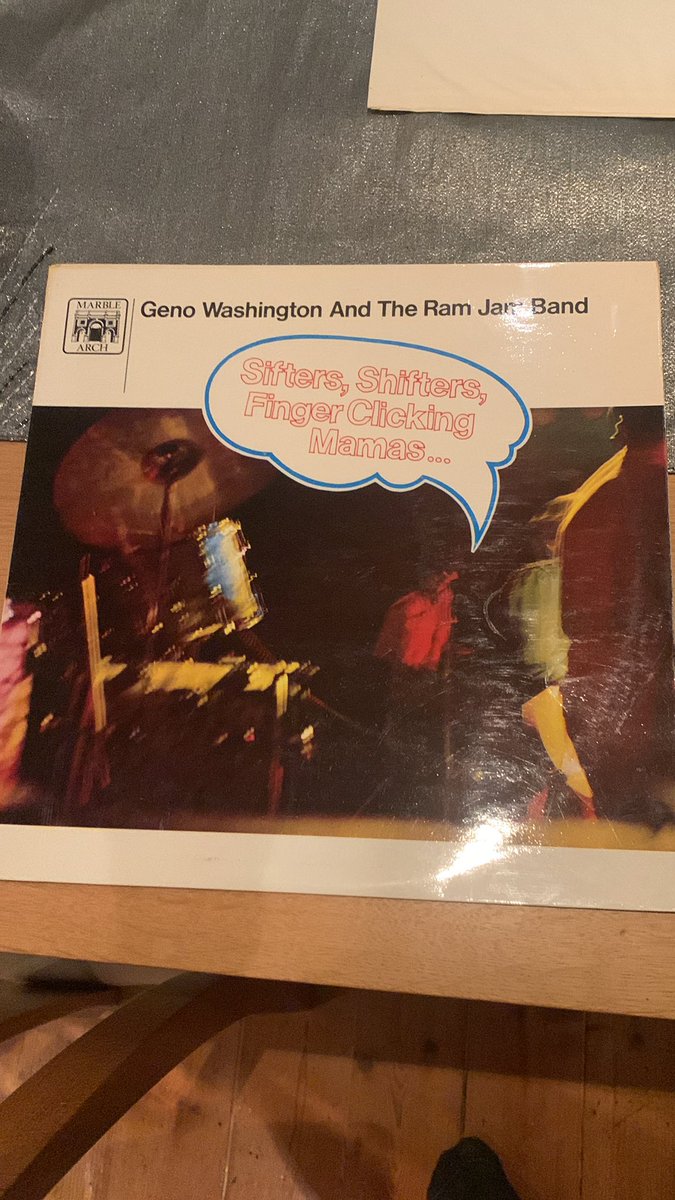 MARBLE
ARCH
Geno Washington And The Ram Jam Band
Sifters, Shifters,
Finger Clicking
Mamas...